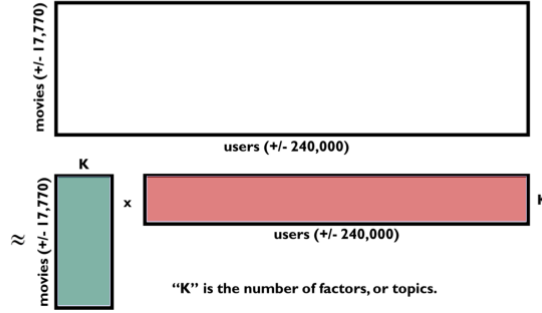 movies (+/- 17,770)
users (+/- 240,000)
K
≈
movies (+/- 17,770)
x
K
users (+/- 240,000)
“K” is the number of factors, or topics.